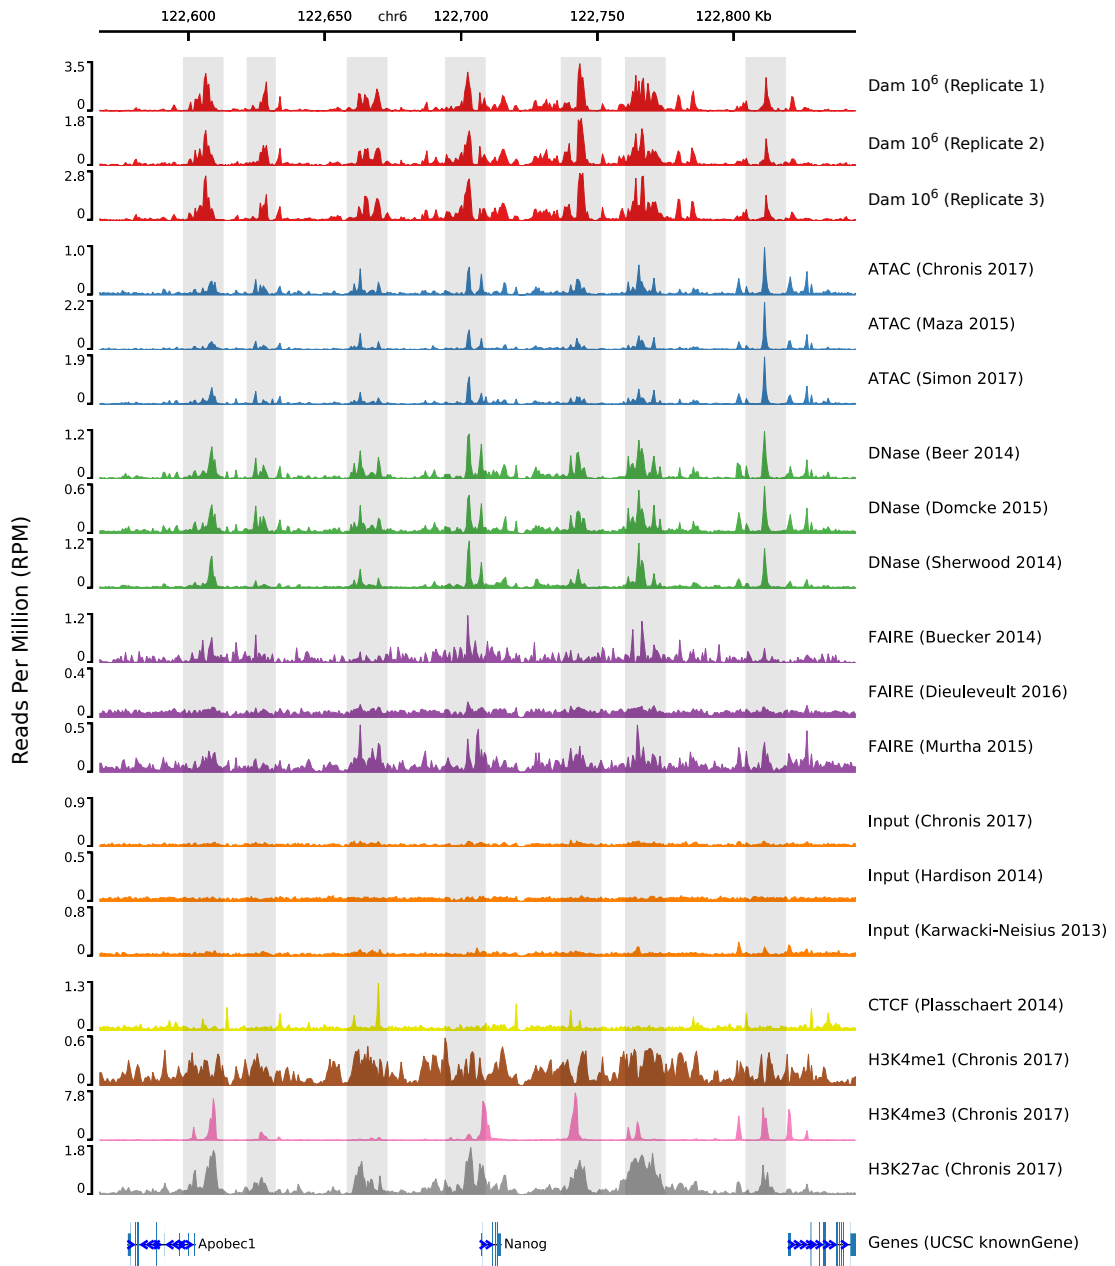 122,600 122,650 chr6 122,700 122,750 122,800 Kb
3.5
0
Dam 10⁶ (Replicate 1)
1.8
0
Dam 10⁶ (Replicate 2)
2.8
0
Dam 10⁶ (Replicate 3)
1.0
0
ATAC (Chronis 2017)
2.2
0
ATAC (Maza 2015)
1.9
0
ATAC (Simon 2017)
1.2
0
DNase (Beer 2014)
0.6
0
DNase (Domcke 2015)
1.2
0
DNase (Sherwood 2014)
Reads Per Million (RPM)
1.2
0
FAIRE (Buecker 2014)
0.4
0
FAIRE (Dieuleveult 2016)
0.5
0
FAIRE (Murtha 2015)
0.9
0
Input (Chronis 2017)
0.5
0
Input (Hardison 2014)
0.8
0
Input (Karwacki-Neisius 2013)
1.3
0
CTCF (Plasschaert 2014)
0.6
0
H3K4me1 (Chronis 2017)
7.8
0
H3K4me3 (Chronis 2017)
1.8
0
H3K27ac (Chronis 2017)
Apobec1 Nanog Genes (UCSC knownGene)